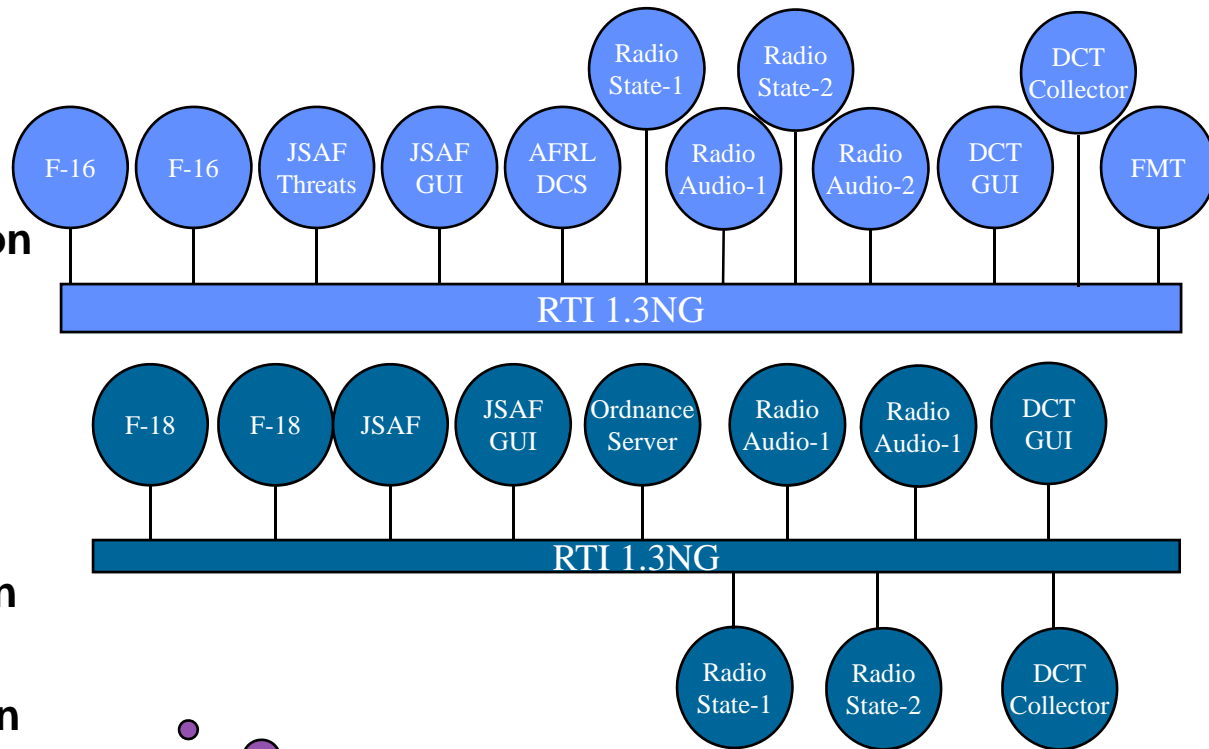 Radio
State-1
Radio
State-2
DCT
Collector
F-16
F-16
JSAF
Threats
JSAF
GUI
AFRL
DCS
Radio
Audio-1
Radio
Audio-2
DCT
GUI
FMT
on
RTI 1.3NG
F-18
F-18
JSAF
JSAF
GUI
Ordnance
Server
Radio
Audio-1
Radio
Audio-1
DCT
GUI
RTI 1.3NG
n
Radio
State-1
Radio
State-2
DCT
Collector
n